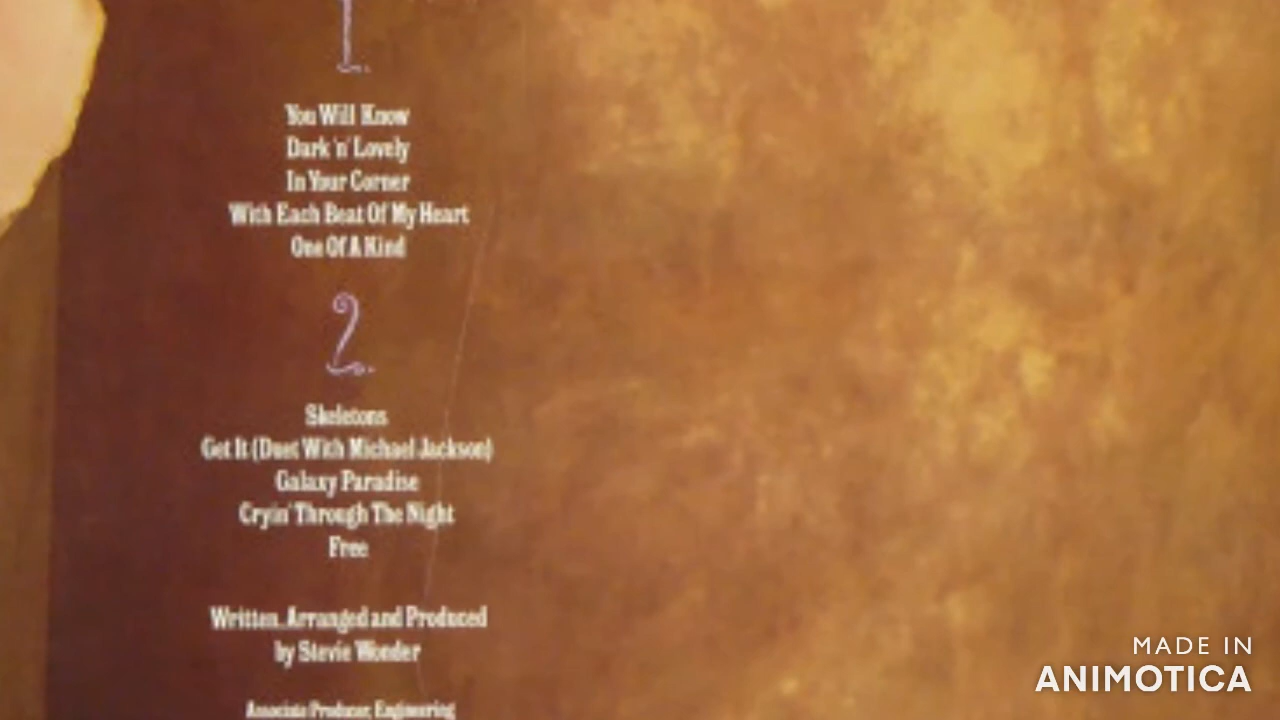 1.
You Will Know
Dark 'n' Lovely
In Your Corner
With Each Beat Of My Heart
One Of A Kind
2.
Skeletons
Get It (Duet With Michael Jackson)
Galaxy Paradise
Cryin' Through The Night
Free
Written, Arranged and Produced
by Stevie Wonder
Associate Producer, Engineering
MADE IN
ANIMOTICA